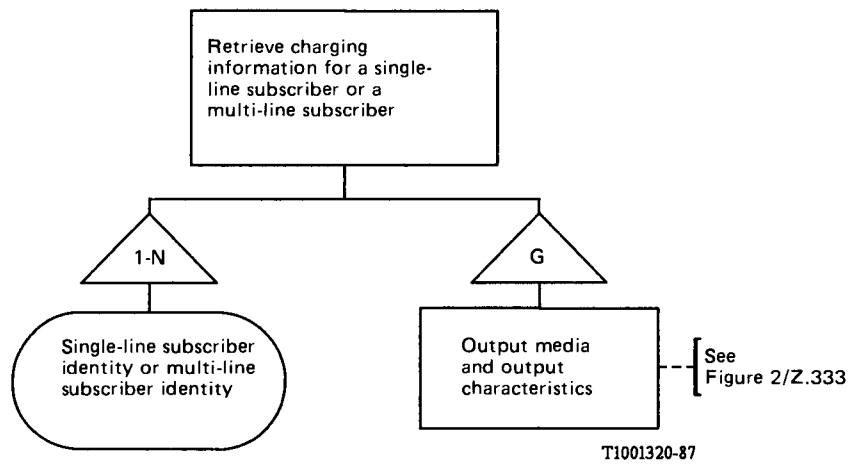 Retrieve charging
information for a single-
line subscriber or a
multi-line subscriber
1-N
G
Single-line subscriber
identity or multi-line
subscriber identity
Output media
and output
characteristics
See
Figure 2/Z.333
T1001320-87